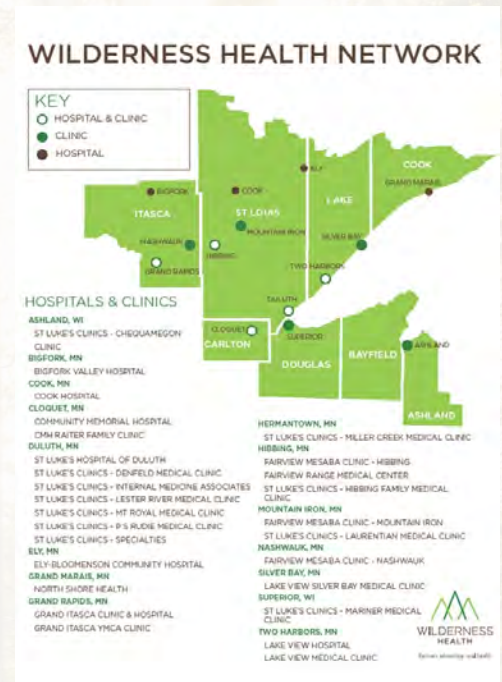 WILDERNESS HEALTH NETWORK
KEY
HOSPITAL & CLINIC
CLINIC
HOSPITAL
COOK
ELY
GRAND MARAIS
BIGFORK
COOK
LAKE
ITASCA
ST LOUIS
MOUNTAIN IRON
SILVER BAY
NASHWAUK
HIBBING
GRAND RAPIDS
TWO HARBORS
DULUTH
CLOQUET
SUPERIOR
CARLTON
ASHLAND
BAYFIELD
DOUGLAS
ASHLAND
HOSPITALS & CLINICS
ASHLAND, WI
ST LUKE'S CLINICS - CHEQUAMEGON
CLINIC
BIGFORK, MN
BIGFORK VALLEY HOSPITAL
COOK, MN
COOK HOSPITAL
CLOQUET, MN
COMMUNITY MEMORIAL HOSPITAL
CMH RAITER FAMILY CLINIC
DULUTH, MN
ST LUKE'S HOSPITAL OF DULUTH
ST LUKE'S CLINICS - DENFELD MEDICAL CLINIC
ST LUKE'S CLINICS - INTERNAL MEDICINE ASSOCIATES
ST LUKE'S CLINICS - LESTER RIVER MEDICAL CLINIC
ST LUKE'S CLINICS - MT ROYAL MEDICAL CLINIC
ST LUKE'S CLINICS - P S RUDIE MEDICAL CLINIC
ST LUKE'S CLINICS - SPECIALTIES
ELY, MN
ELY-BLOOMENSON COMMUNITY HOSPITAL
GRAND MARAIS, MN
NORTH SHORE HEALTH
GRAND RAPIDS, MN
GRAND ITASCA CLINIC & HOSPITAL
GRAND ITASCA YMCA CLINIC
HERMANTOWN, MN
ST LUKE'S CLINICS - MILLER CREEK MEDICAL CLINIC
HIBBING, MN
FAIRVIEW MESABA CLINIC - HIBBING
FAIRVIEW RANGE MEDICAL CENTER
ST LUKE'S CLINICS - HIBBING FAMILY MEDICAL
CLINIC
MOUNTAIN IRON, MN
FAIRVIEW MESABA CLINIC - MOUNTAIN IRON
ST LUKE'S CLINICS - LAURENTIAN MEDICAL CLINIC
NASHWAUK, MN
FAIRVIEW MESABA CLINIC - NASHWAUK
SILVER BAY, MN
LAKE VIEW SILVER BAY MEDICAL CLINIC
SUPERIOR, WI
ST LUKE'S CLINICS - MARINER MEDICAL
CLINIC
TWO HARBORS, MN
LAKE VIEW HOSPITAL
LAKE VIEW MEDICAL CLINIC
WILDERNESS
HEALTH